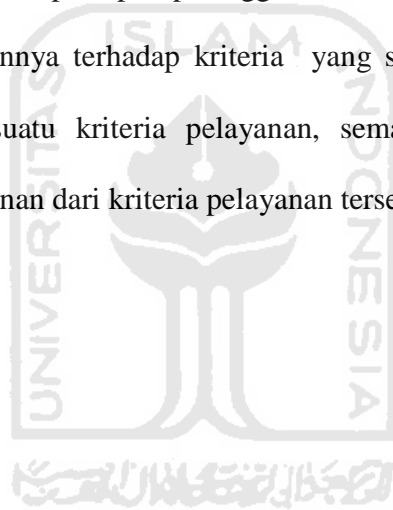 nnya terhadap kriteria yang s
suatu kriteria pelayanan, sema
nan dari kriteria pelayanan terse
ISLAM
UNIVERSITAS
INDONESIA